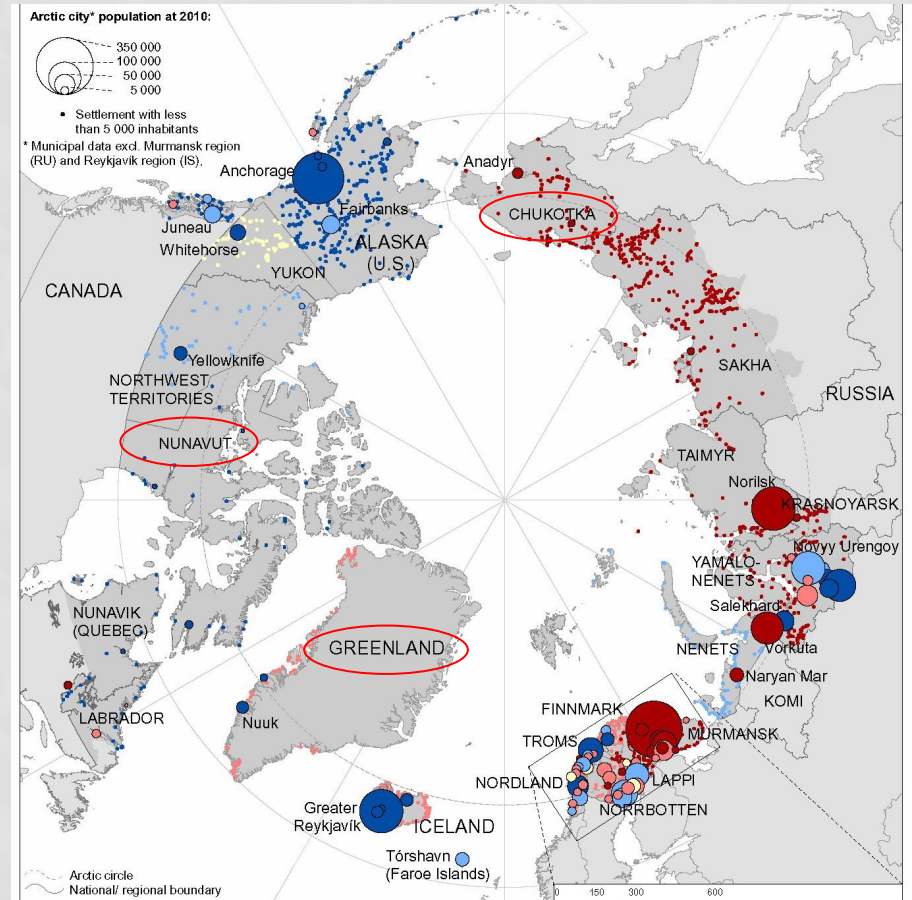 Arctic city* population at 2010:
350 000
100 000
50 000
5 000
Settlement with less
than 5 000 inhabitants
* Municipal data excl. Murmansk region
(RU) and Reykjavík region (IS).
Anchorage
Fairbanks
Juneau
Whitehorse
ALASKA
(U.S.)
YUKON
CANADA
Yellowknife
NORTHWEST
TERRITORIES
NUNAVUT
Anadyr
CHUKOTKA
SAKHA
RUSSIA
TAIMYR
Norilsk
KRASNOYARSK
Novyy Urengoy
YAMALO-
NENETS
Salekhard
NENETS
Vorkuta
Naryan Mar
KOMI
NUNAVIK
(QUEBEC)
LABRADOR
GREENLAND
Nuuk
FINNMARK
TROMS
MURMANSK
NORDLAND
LAPPI
NORRBOTTEN
Greater
Reykjavík
ICELAND
Tórshavn
(Faroe Islands)
Arctic circle
National/ regional boundary
0 150 300 600